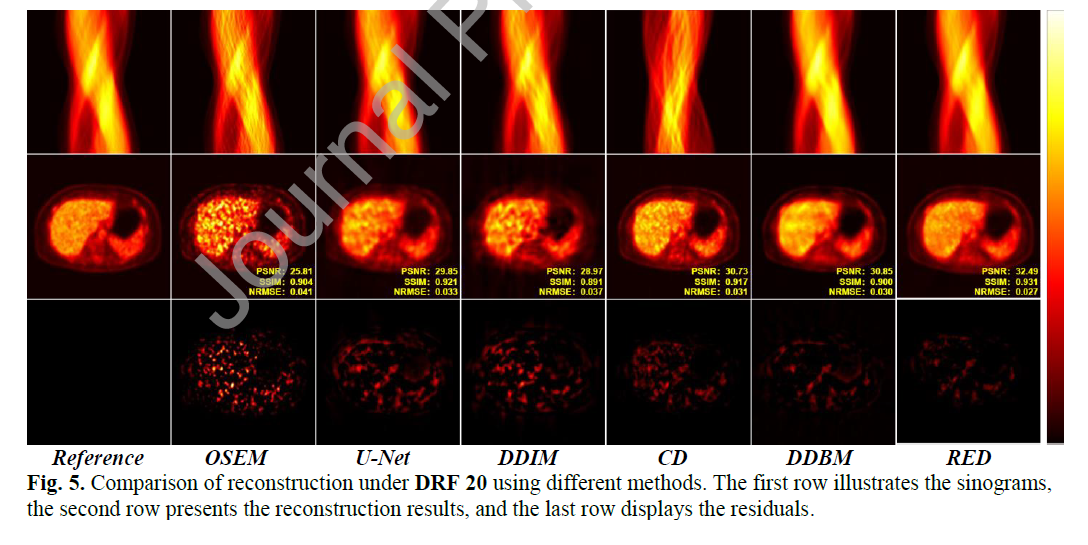 Journal P
PSNR: 25.81
SSIM: 0.904
NRMSE: 0.041
PSNR: 29.85
SSIM: 0.921
NRMSE: 0.033
PSNR: 28.97
SSIM: 0.891
NRMSE: 0.037
PSNR: 30.73
SSIM: 0.917
NRMSE: 0.031
PSNR: 30.85
SSIM: 0.900
NRMSE: 0.030
PSNR: 32.49
SSIM: 0.931
NRMSE: 0.027
Reference OSEM U-Net DDIM CD DDBM RED
Fig. 5. Comparison of reconstruction under DRF 20 using different methods. The first row illustrates the sinograms,
the second row presents the reconstruction results, and the last row displays the residuals.